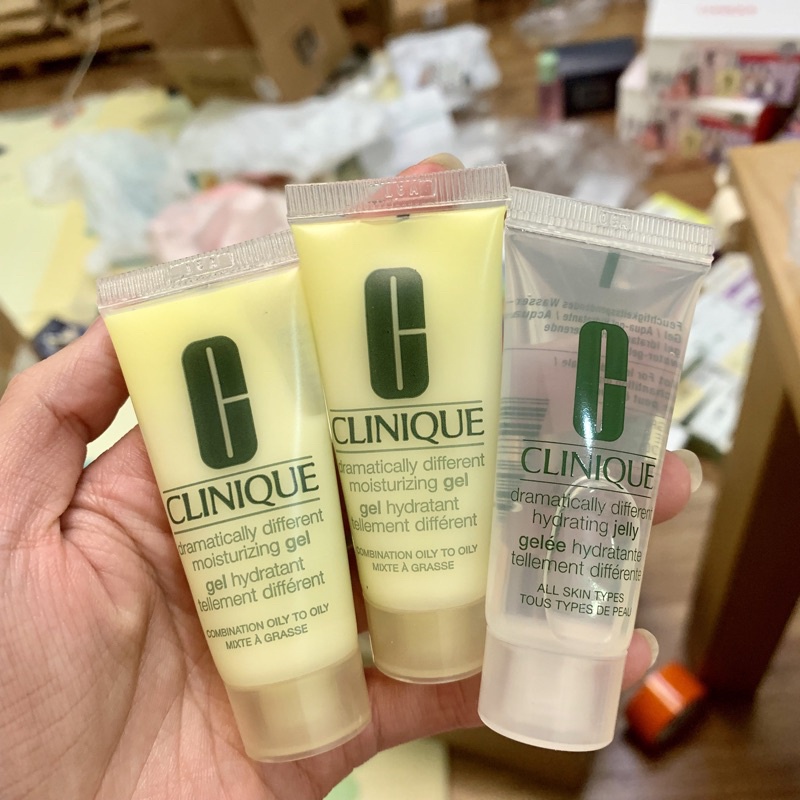 C
CLINIQUE
dramatically different
moisturizing gel
gel hydratant
tellement différent
COMBINATION OILY TO OILY
MIXTE À GRASSE
C
CLINIQUE
dramatically different
moisturizing gel
gel hydratant
tellement différent
COMBINATION OILY TO OILY
MIXTE À GRASSE
C
CLINIQUE
dramatically different
hydrating jelly
gelée hydratante
tellement différente
ALL SKIN TYPES
TOUS TYPES DE PEAU